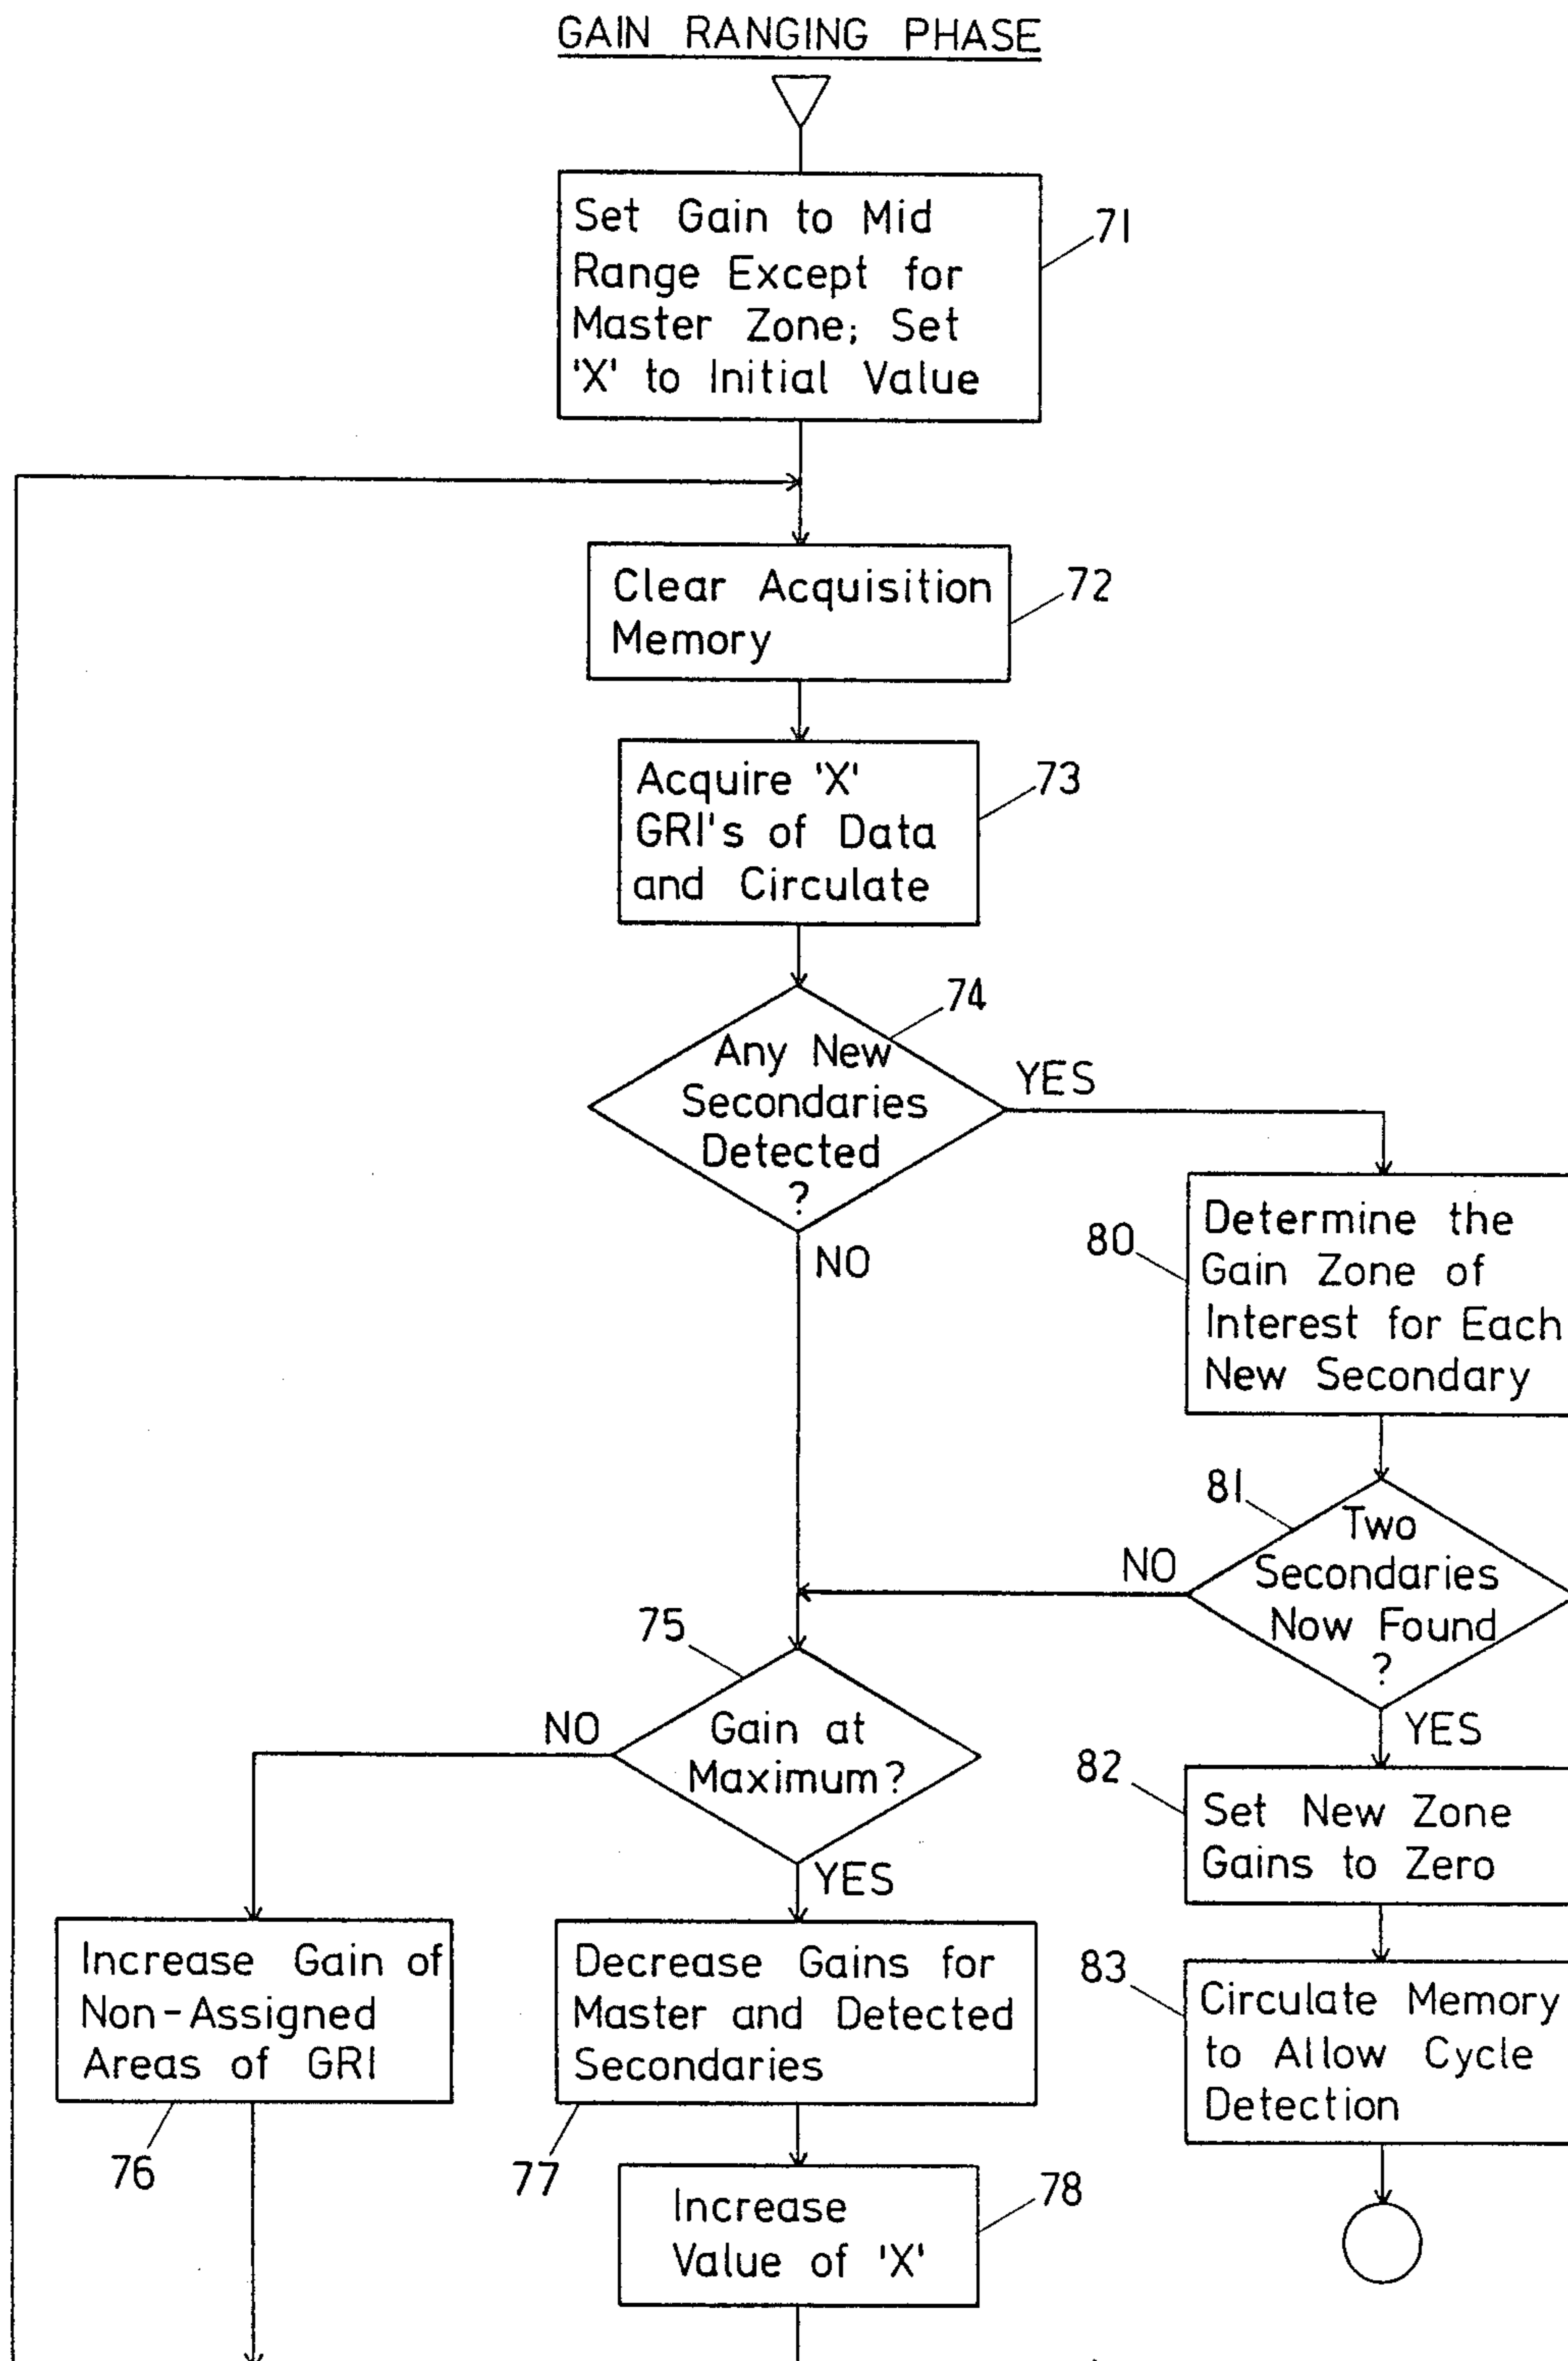 GAIN RANGING PHASE
Set Gain to Mid
Range Except for
Master Zone; Set
'X' to Initial Value
71
Clear Acquisition
Memory
72
Acquire 'X'
GRI's of Data
and Circulate
73
74
Any New
Secondaries
Detected
?
YES
NO
80
Determine the
Gain Zone of
Interest for Each
New Secondary
81
Two
Secondaries
Now Found
?
NO
YES
75
Gain at
Maximum?
NO
YES
82
Set New Zone
Gains to Zero
Increase Gain of
Non-Assigned
Areas of GRI
76
Decrease Gains for
Master and Detected
Secondaries
77
83
Circulate Memory
to Allow Cycle
Detection
Increase
Value of 'X'
78